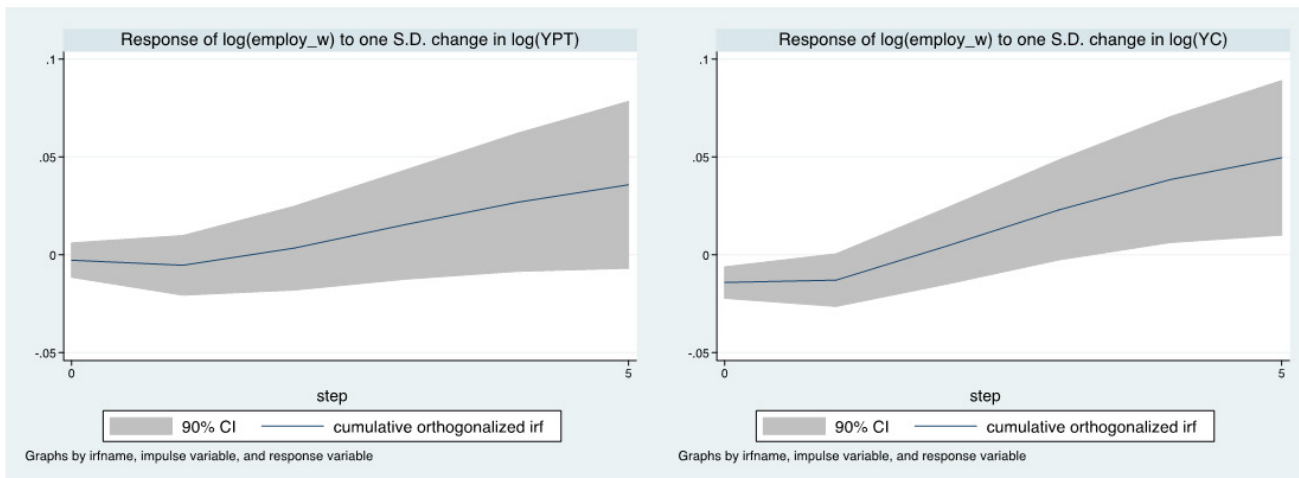 Response of log(employ_w) to one S.D. change in log(YPT)
.1
.05
0
-.05
0
5
step
90% CI
cumulative orthogonalized irf
Graphs by irfname, impulse variable, and response variable
Response of log(employ_w) to one S.D. change in log(YC)
.1
.05
0
-.05
0
5
step
90% CI
cumulative orthogonalized irf
Graphs by irfname, impulse variable, and response variable